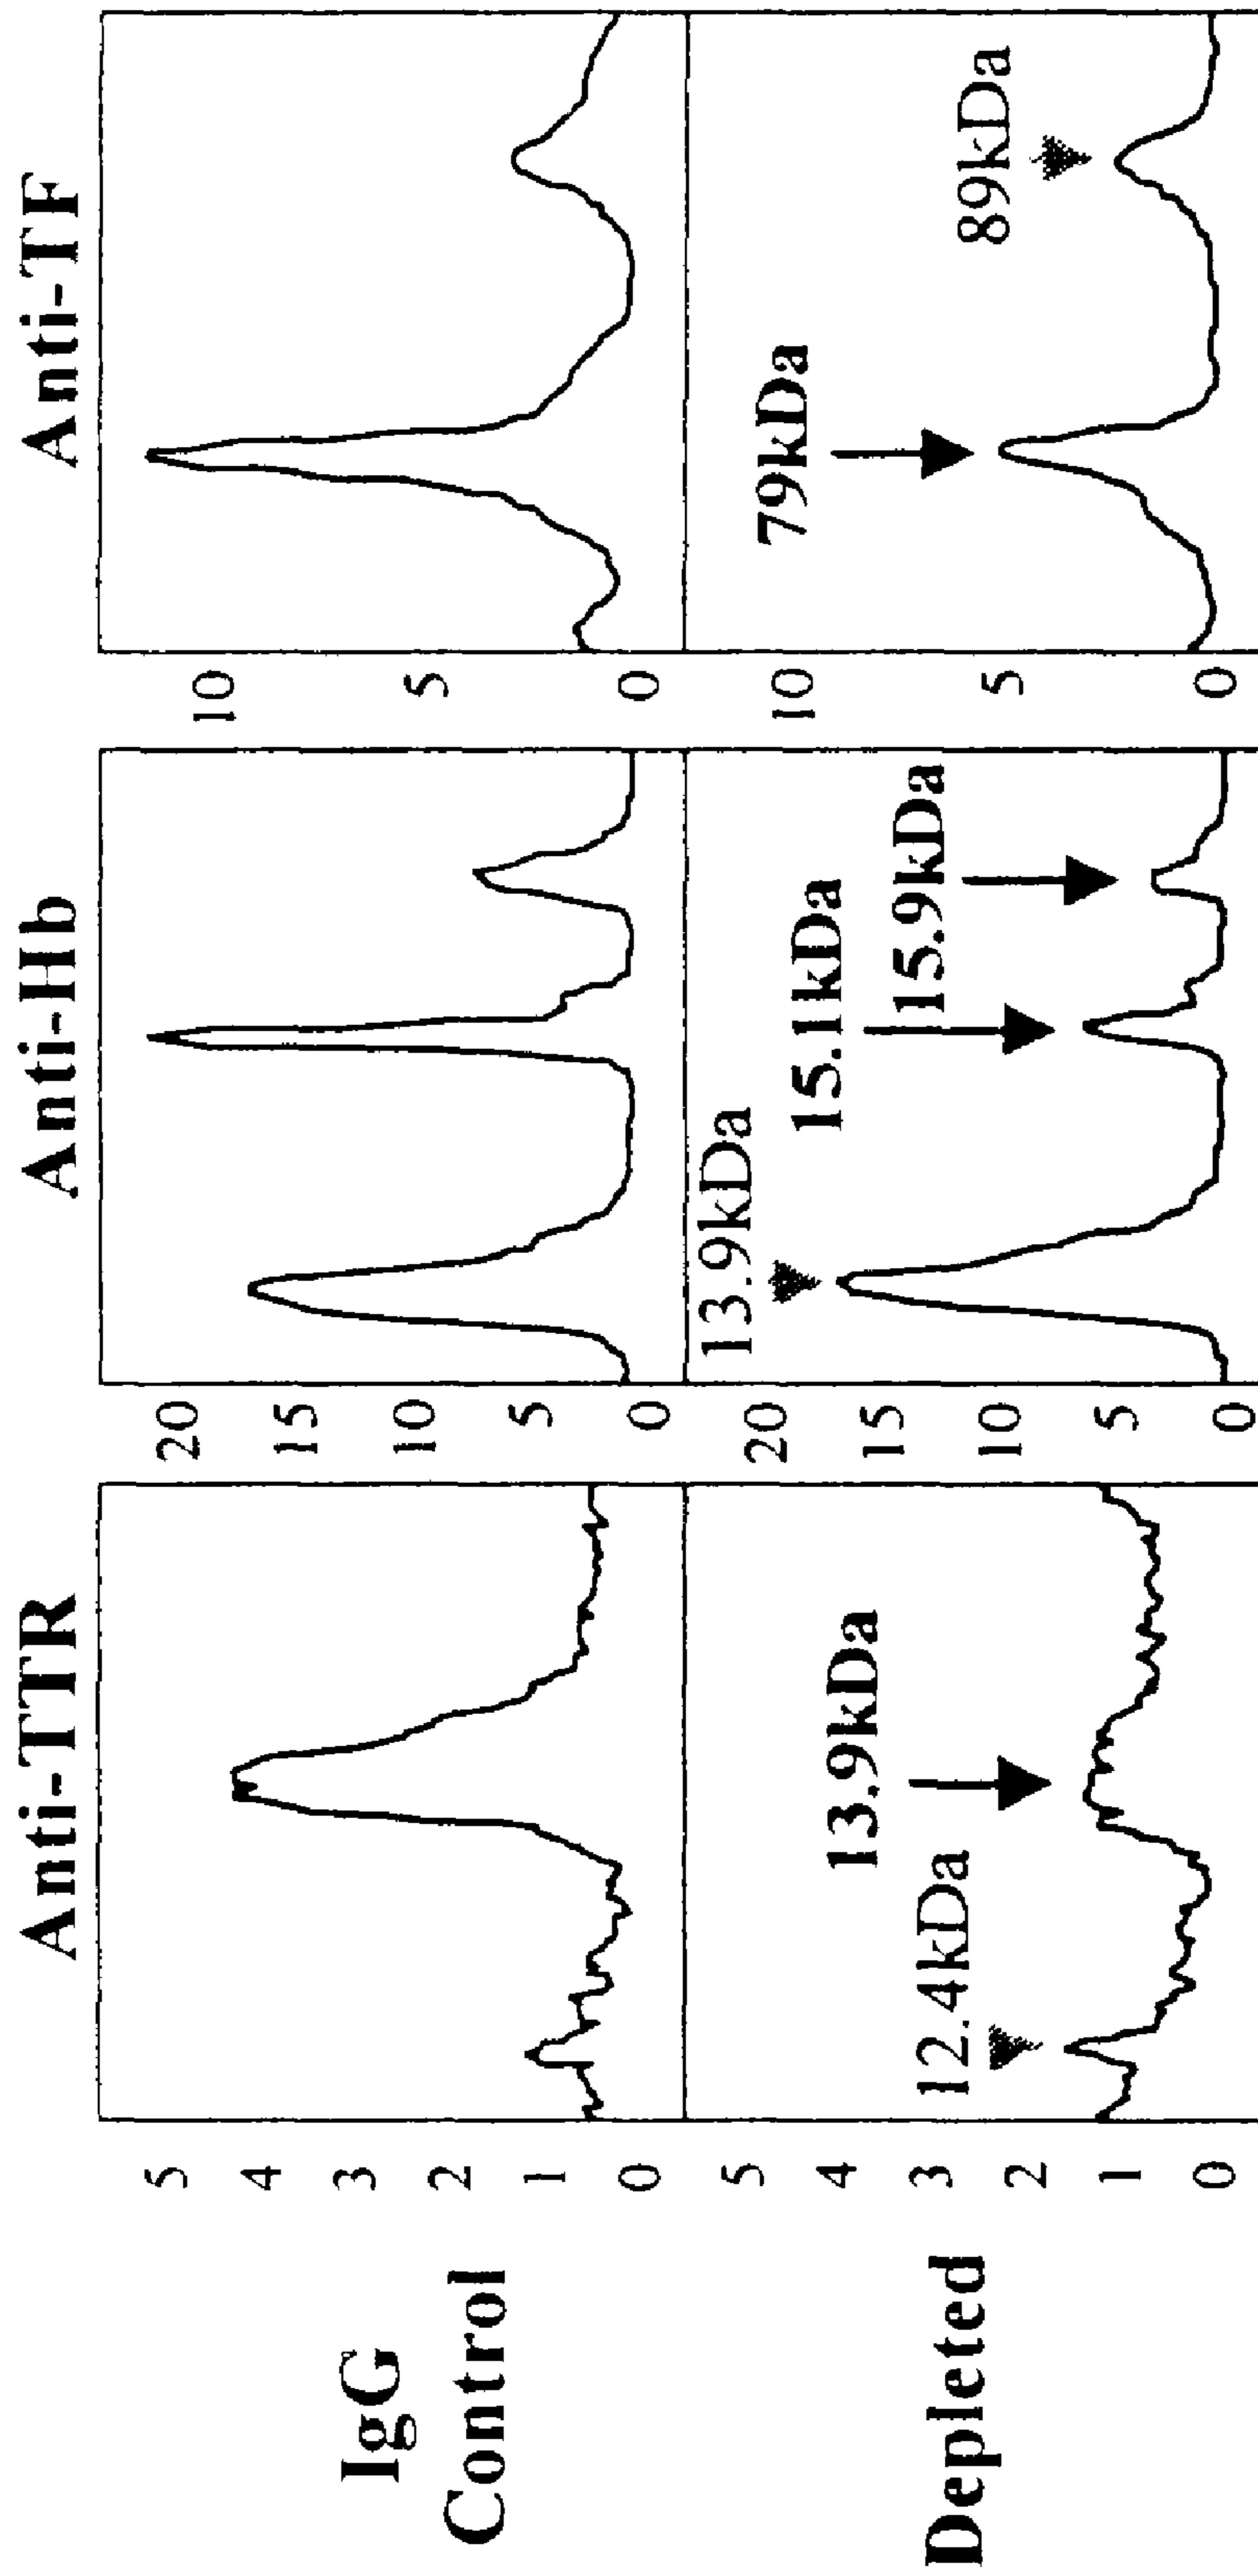 Anti-TTR
Anti-Hb
Anti-TF
IgG
Control
5
4
3
2
1
0
20
15
10
5
0
10
5
0
Depleted
5
4
3
2
1
0
12.4kDa
13.9kDa
20
15
10
5
0
13.9kDa
15.1kDa
15.9kDa
10
5
0
79kDa
89kDa